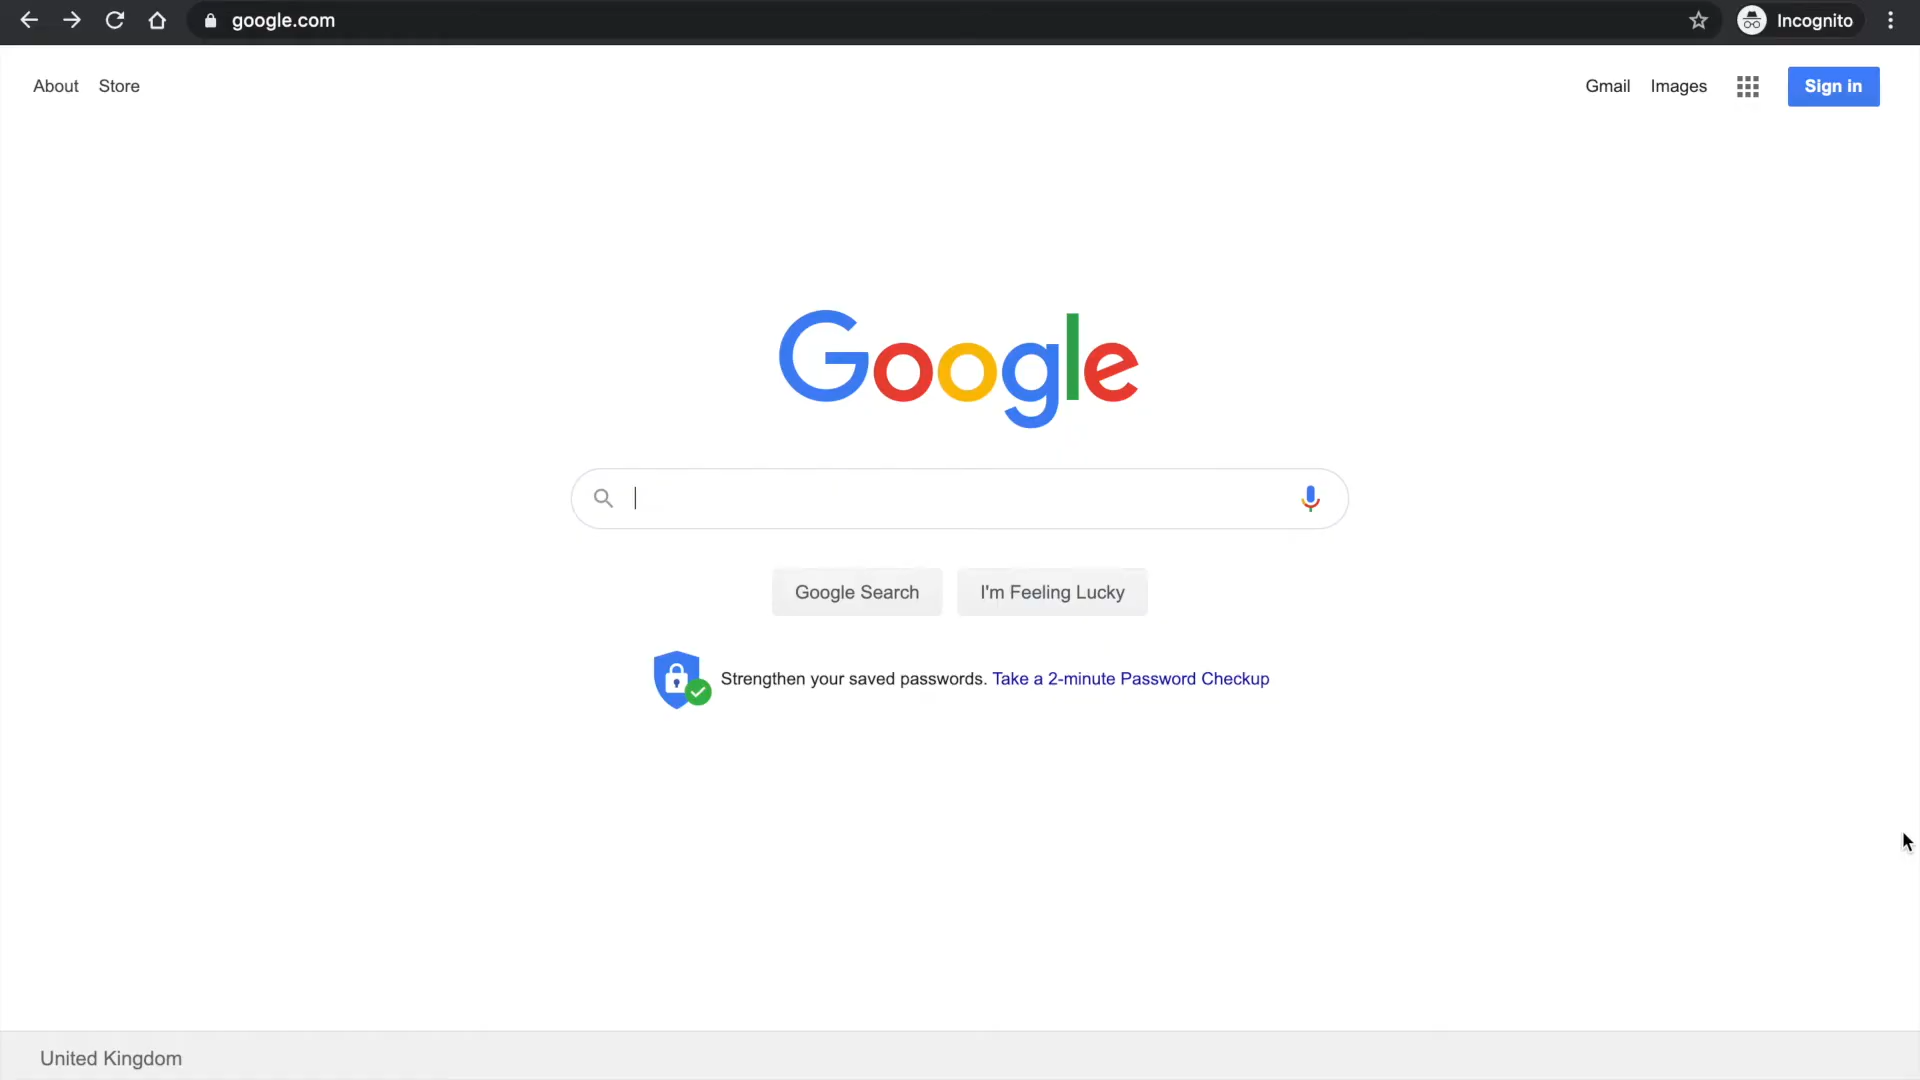 google.com
Incognito
About Store
Gmail Images
Sign in
Google
Google Search
I'm Feeling Lucky
Strengthen your saved passwords. Take a 2-minute Password Checkup
United Kingdom